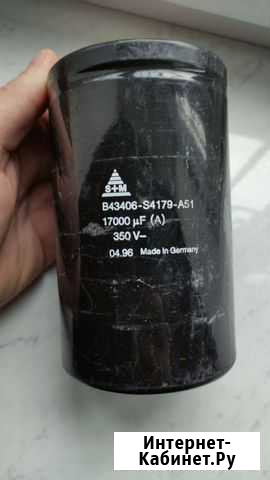 S+M
B43406-S4179-A51
17000 µF (A)
350 V–
04.96 Made in Germany
Интернет-
Кабинет.Ру